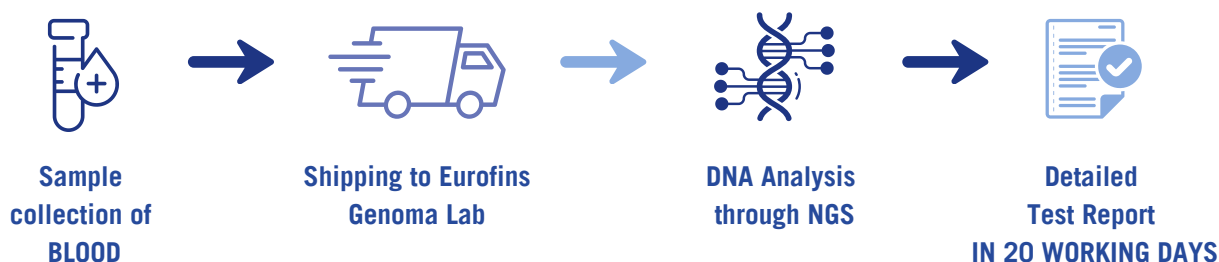 Sample
collection of
BLOOD
Shipping to Eurofins
Genoma Lab
DNA Analysis
through NGS
Detailed
Test Report
IN 20 WORKING DAYS